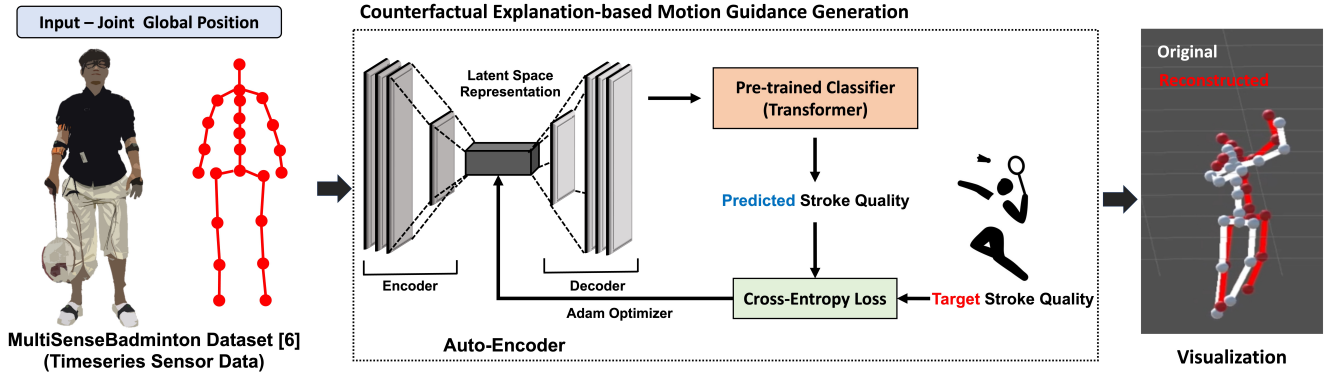 Input – Joint Global Position
MultiSenseBadminton Dataset [6]
(Timeseries Sensor Data)
Counterfactual Explanation-based Motion Guidance Generation
Latent Space
Representation
Encoder
Decoder
Adam Optimizer
Auto-Encoder
Pre-trained Classifier
(Transformer)
Predicted Stroke Quality
Cross-Entropy Loss
Target Stroke Quality
Original
Reconstructed
Visualization